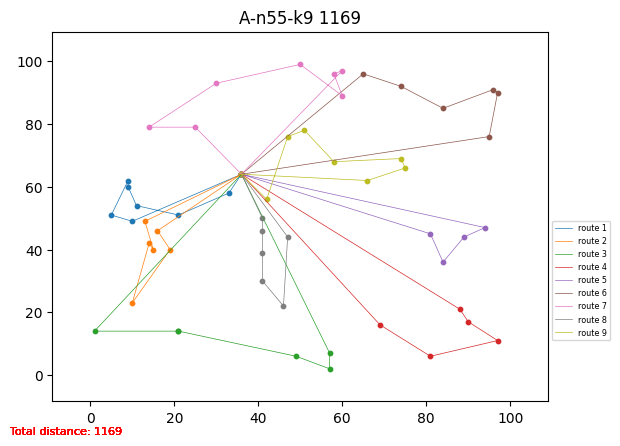 A-n55-k9 1169
100
80
60
40
20
0
0 20 40 60 80 100
route 1
route 2
route 3
route 4
route 5
route 6
route 7
route 8
route 9
Total distance: 1169